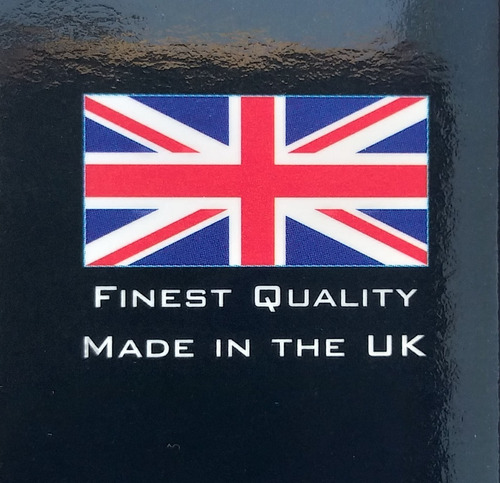 Finest Quality
Made in the UK